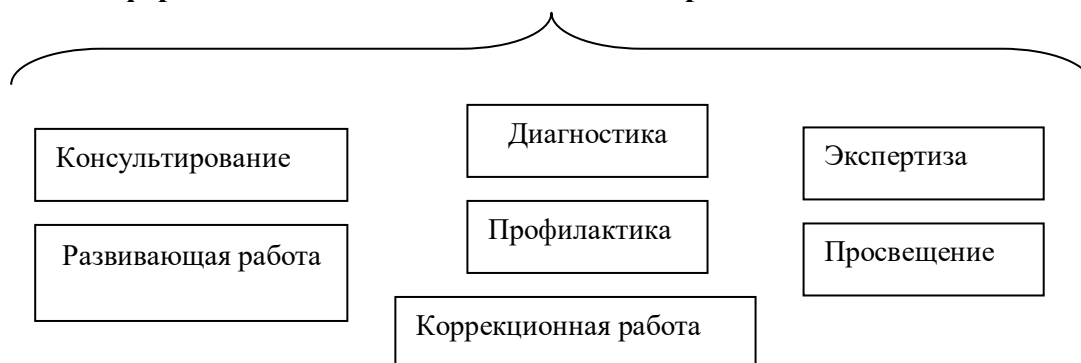 Консультирование
Диагностика
Экспертиза
Развивающая работа
Профилактика
Просвещение
Коррекционная работа